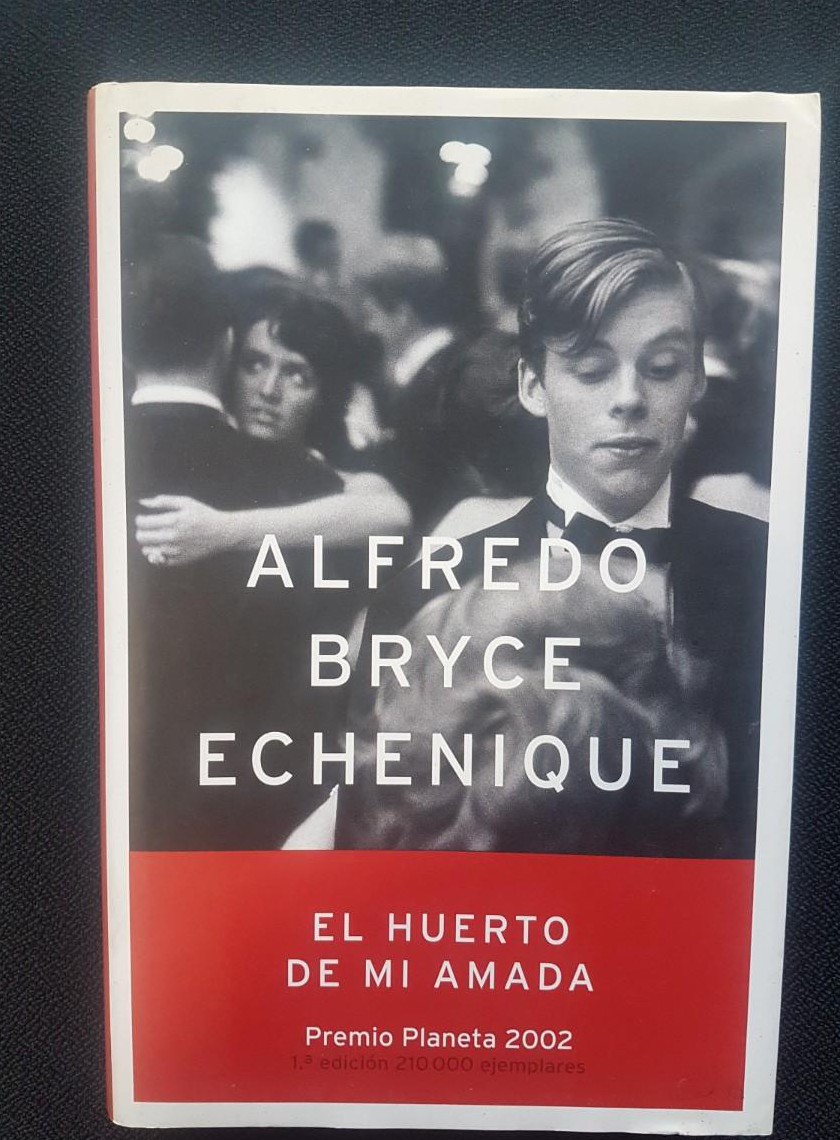 ALFREDO
BRYCE
ECHENIQUE
EL HUERTO
DE MI AMADA
Premio Planeta 2002
1.ª edición 210 000 ejemplares